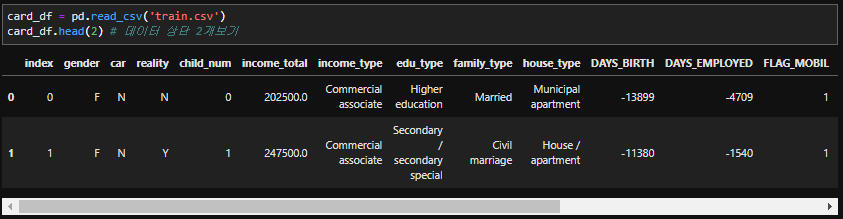 card_df = pd.read_csv('train.csv')
card_df.head(2) # 데이터 상단 2개보기
index gender car reality child_num income_total income_type edu_type family_type house_type DAYS_BIRTH DAYS_EMPLOYED FLAG_MOBIL
0 0 F N N 0 202500.0 Commercial associate Higher education Married Municipal apartment -13899 -4709 1
1 1 F N Y 1 247500.0 Commercial associate Secondary / secondary special Civil marriage House / apartment -11380 -1540 1